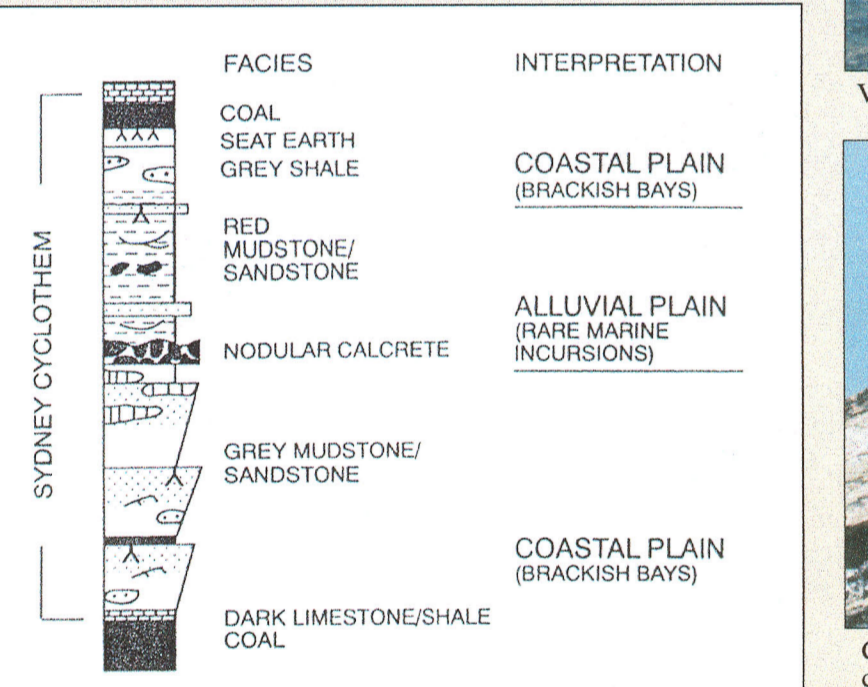 FACIES
INTERPRETATION
COAL
SEAT EARTH
GREY SHALE
COASTAL PLAIN
(BRACKISH BAYS)
RED
MUDSTONE/
SANDSTONE
ALLUVIAL PLAIN
(RARE MARINE
INCURSIONS)
NODULAR CALCRETE
GREY MUDSTONE/
SANDSTONE
COASTAL PLAIN
(BRACKISH BAYS)
DARK LIMESTONE/SHALE
COAL
SYDNEY CYCLOTHEM